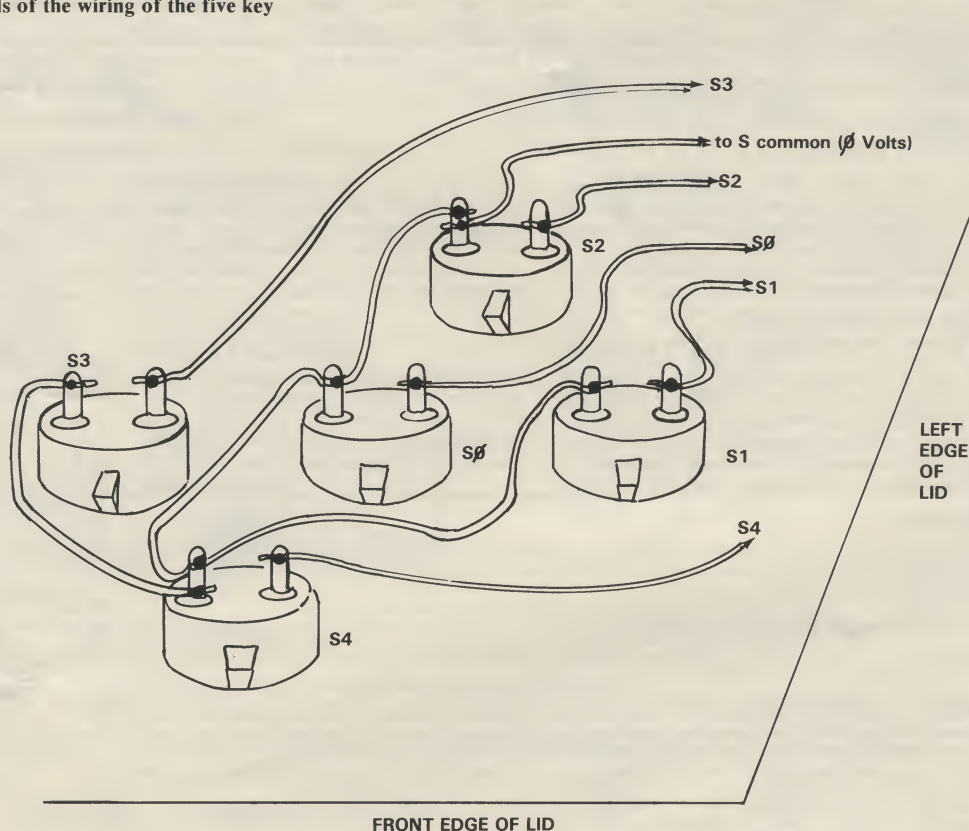 of the wiring of the five key
S3
to S common (Ø Volts)
S2
S2
SØ
S1
S3
SØ
S1
LEFT
EDGE
OF
LID
S4
S4
FRONT EDGE OF LID